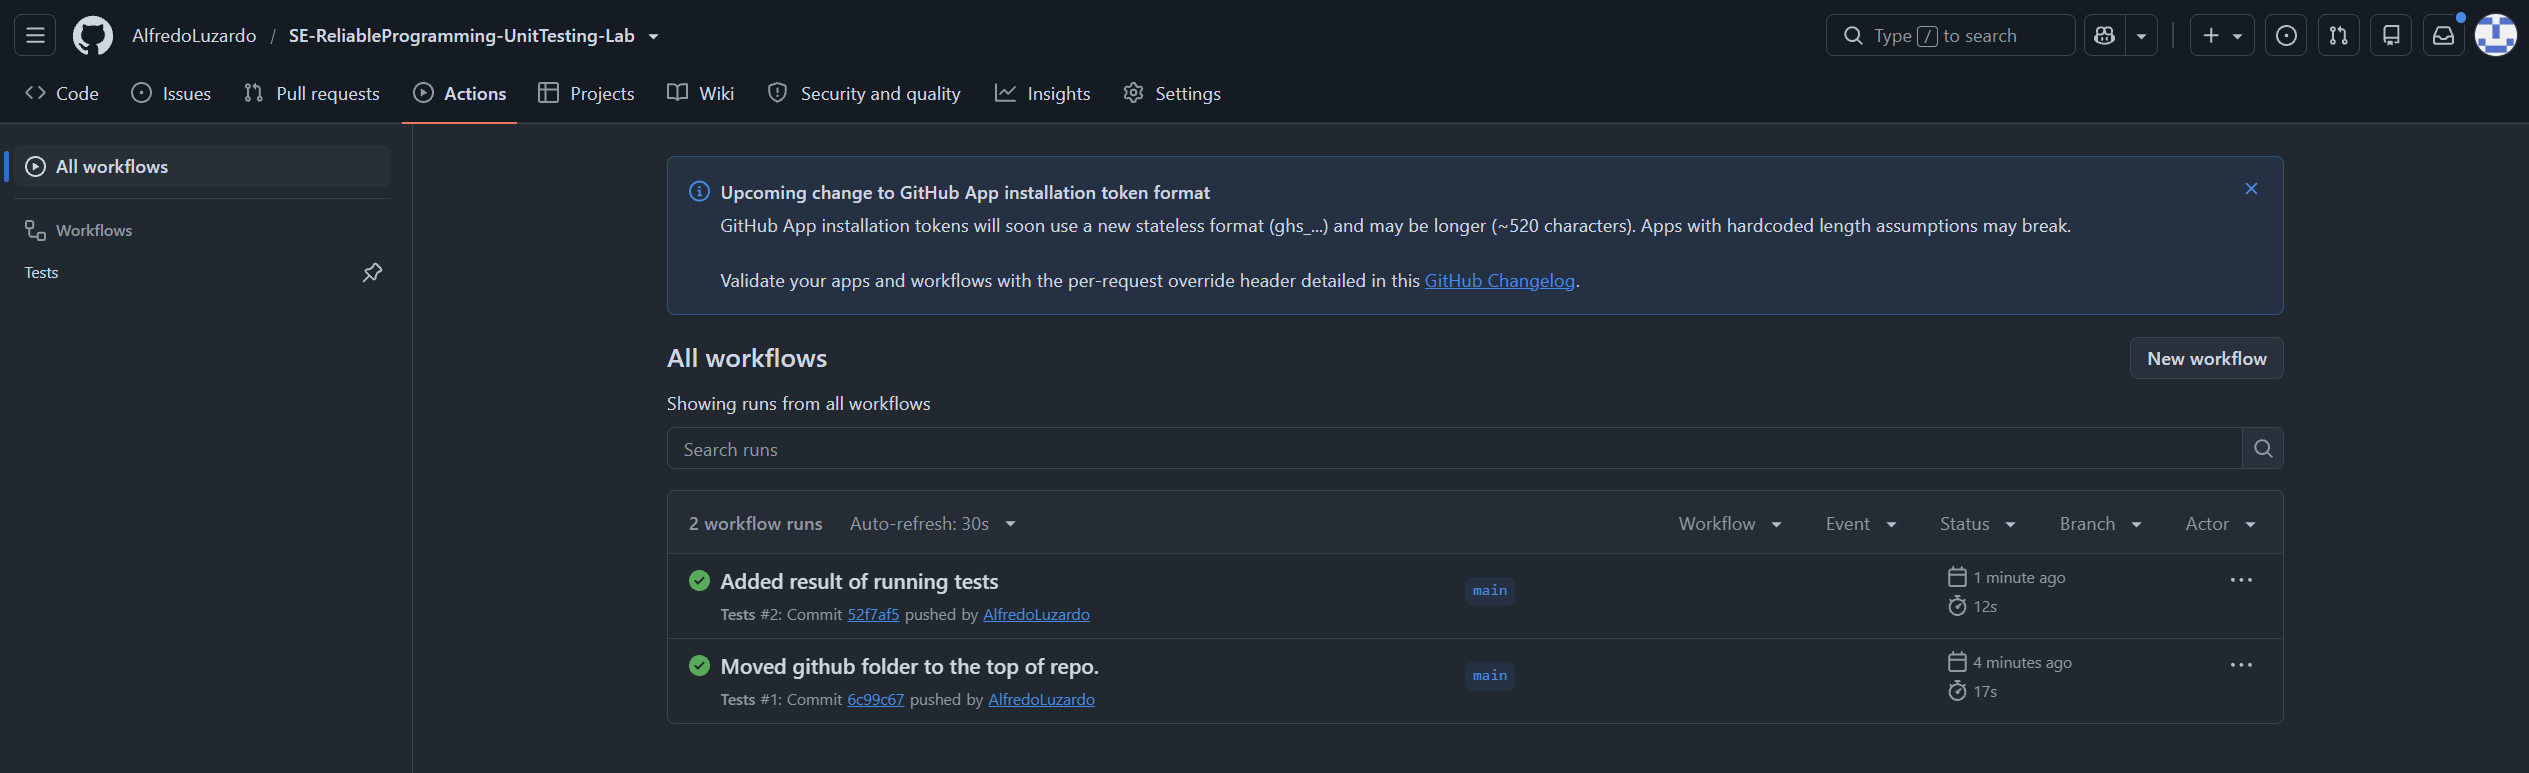 AlfredoLuzardo / SE-ReliableProgramming-UnitTesting-Lab
Type / to search
Code
Issues
Pull requests
Actions
Projects
Wiki
Security and quality
Insights
Settings
All workflows
Workflows
Tests
Upcoming change to GitHub App installation token format
GitHub App installation tokens will soon use a new stateless format (ghs_...) and may be longer (~520 characters). Apps with hardcoded length assumptions may break.
Validate your apps and workflows with the per-request override header detailed in this GitHub Changelog.
All workflows
New workflow
Showing runs from all workflows
Search runs
2 workflow runs
Auto-refresh: 30s
Workflow
Event
Status
Branch
Actor
Added result of running tests
Tests #2: Commit 52f7af5 pushed by AlfredoLuzardo
main
1 minute ago
12s
Moved github folder to the top of repo.
Tests #1: Commit 6c99c67 pushed by AlfredoLuzardo
main
4 minutes ago
17s